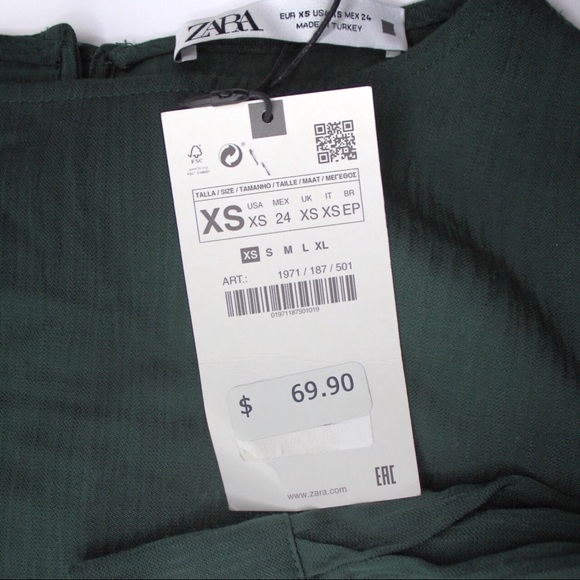 ZARA
EUR XS USA XS MEX 24
MADE IN TURKEY
FSC
TALLA / SIZE / TAMANHO / TAILLE / MAAT / ΜΕΓΕΘΟΣ
XS
USA MEX UK IT BR
XS 24 XS XS EP
XS S M L XL
ART.: 1971 / 187 / 501
01971187501019
$ 69.90
www.zara.com
EAC